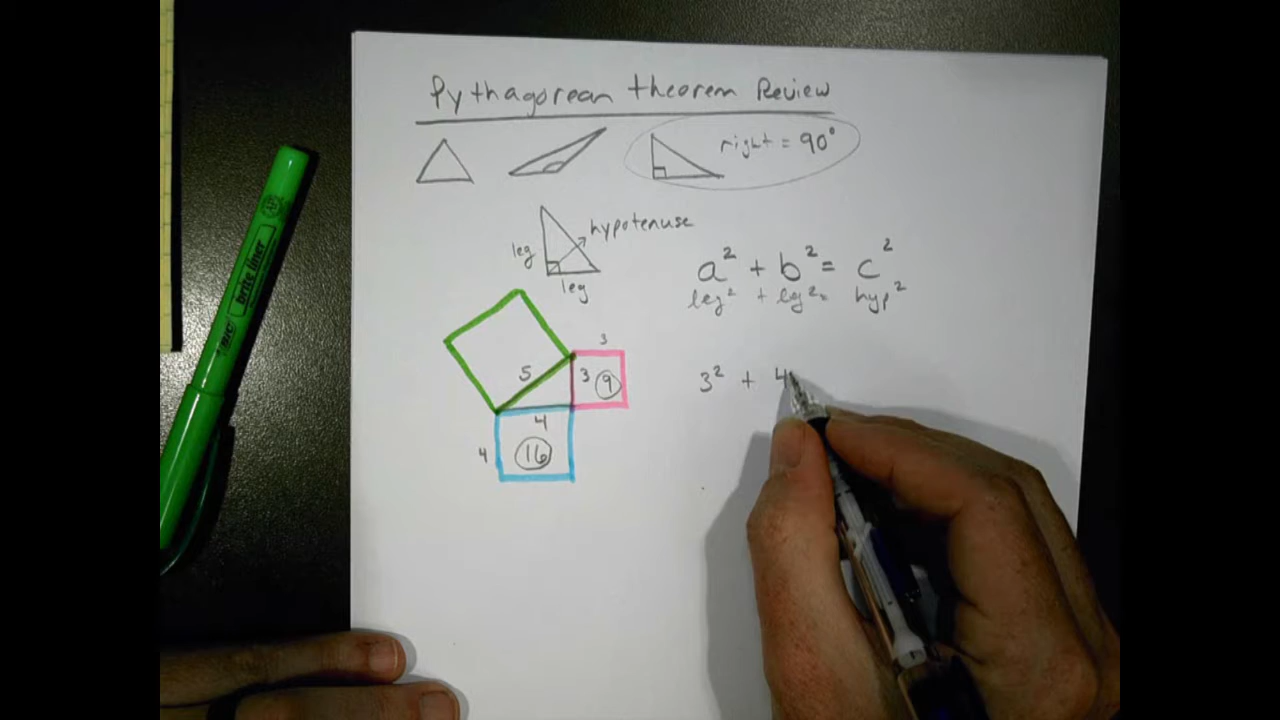 Pythagorean theorem Review
right = 90°
hypotenuse
leg
leg
a² + b² = c²
leg² + leg² = hyp²
3
5
3
9
3² + 4
4
4
16
BIC
brite liner